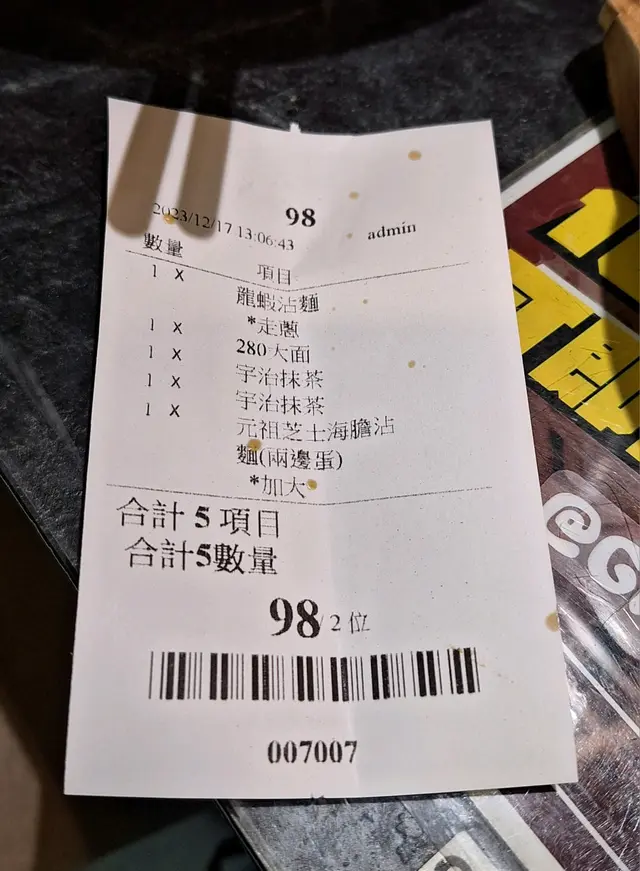 98
2023/12/17 13:06:43 admin
數量 項目
1 X 龍蝦沾麵
*走蔥
1 X 280大面
1 X 宇治抹茶
1 X 宇治抹茶
1 X 元祖芝士海膽沾
麵(兩邊蛋)
*加大
合計 5 項目
合計5數量
98/2 位
007007
@G